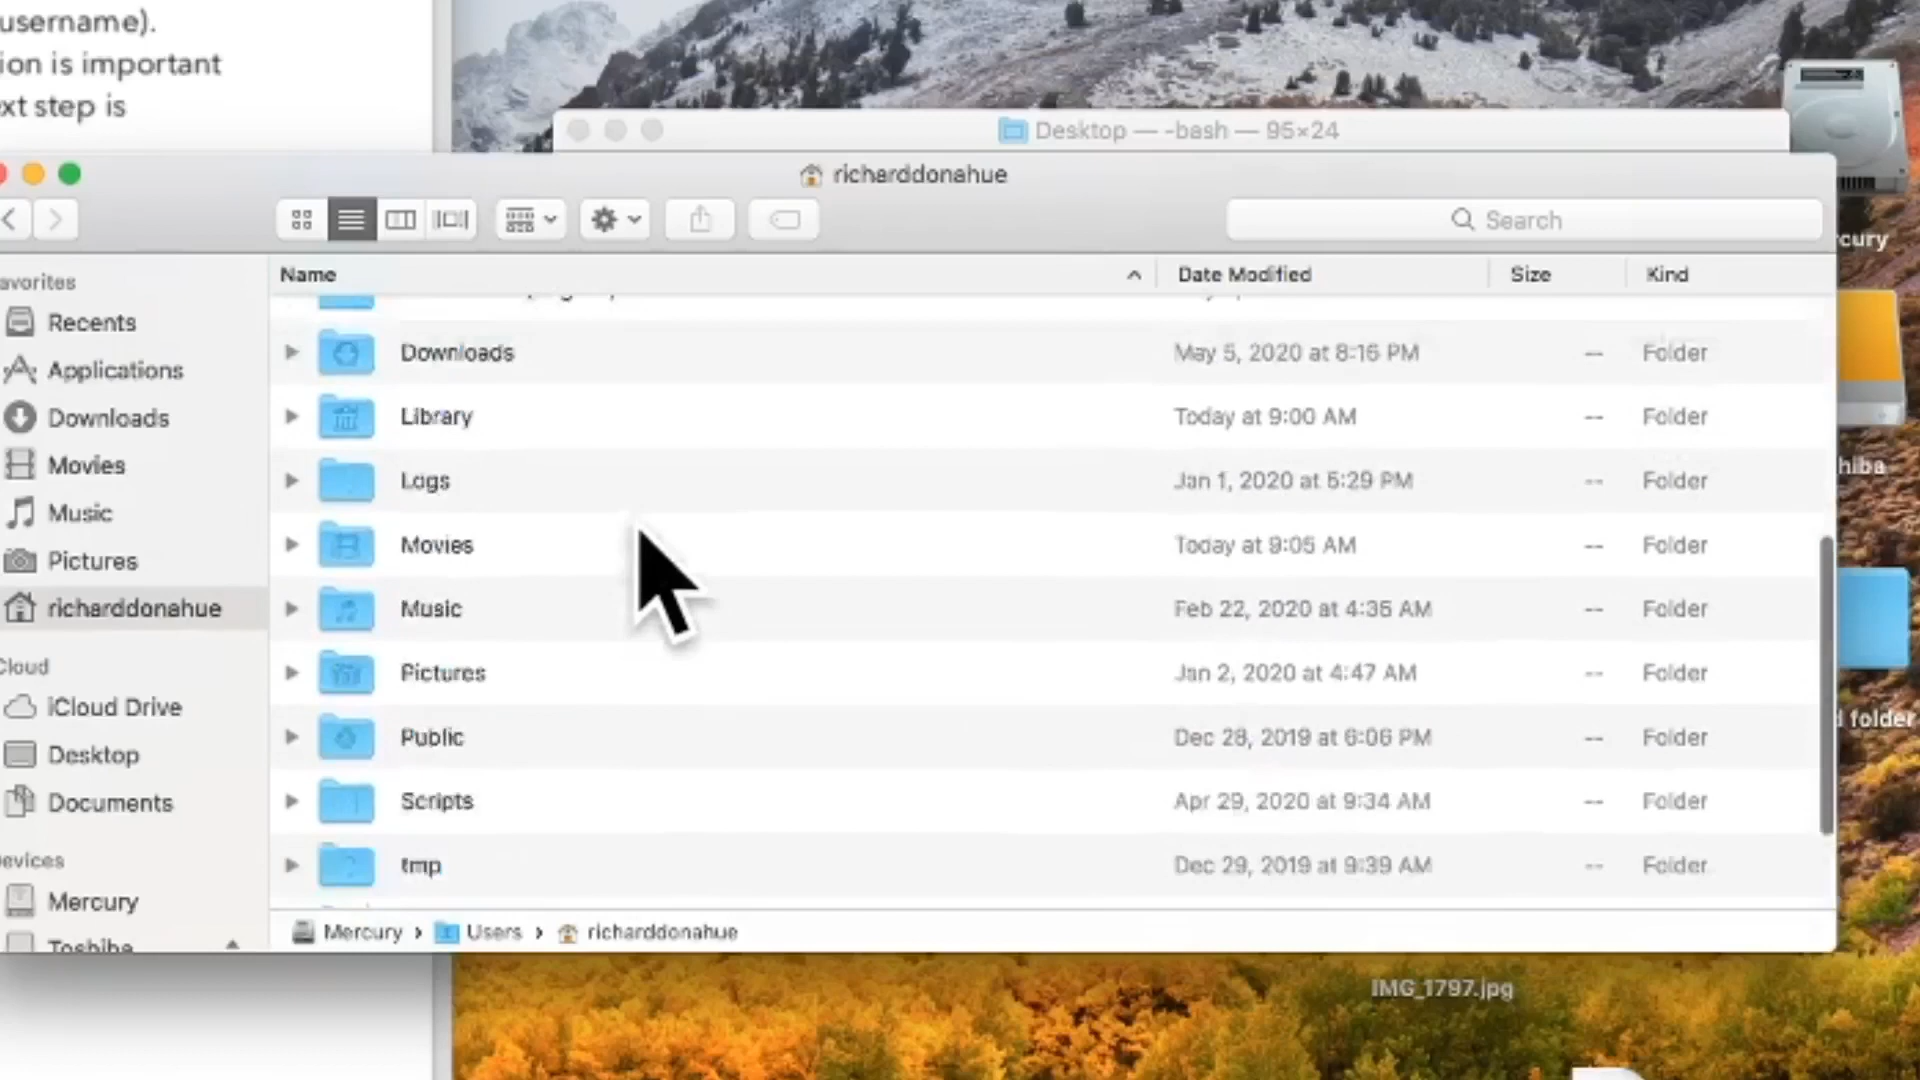 username).
ion is important
xt step is
Desktop — -bash — 95×24
richarddonahue
Search
Name
Date Modified
Size
Kind
avorites
Recents
Applications
Downloads
Movies
Music
Pictures
richarddonahue
Cloud
iCloud Drive
Desktop
Documents
evices
Mercury
Toshiba
Downloads May 5, 2020 at 8:16 PM -- Folder
Library Today at 9:00 AM -- Folder
Logs Jan 1, 2020 at 5:29 PM -- Folder
Movies Today at 9:05 AM -- Folder
Music Feb 22, 2020 at 4:35 AM -- Folder
Pictures Jan 2, 2020 at 4:47 AM -- Folder
Public Dec 28, 2019 at 6:06 PM -- Folder
Scripts Apr 29, 2020 at 9:34 AM -- Folder
tmp Dec 29, 2019 at 9:39 AM -- Folder
Mercury › Users › richarddonahue
rcury
hiba
d folder
IMG_1797.jpg